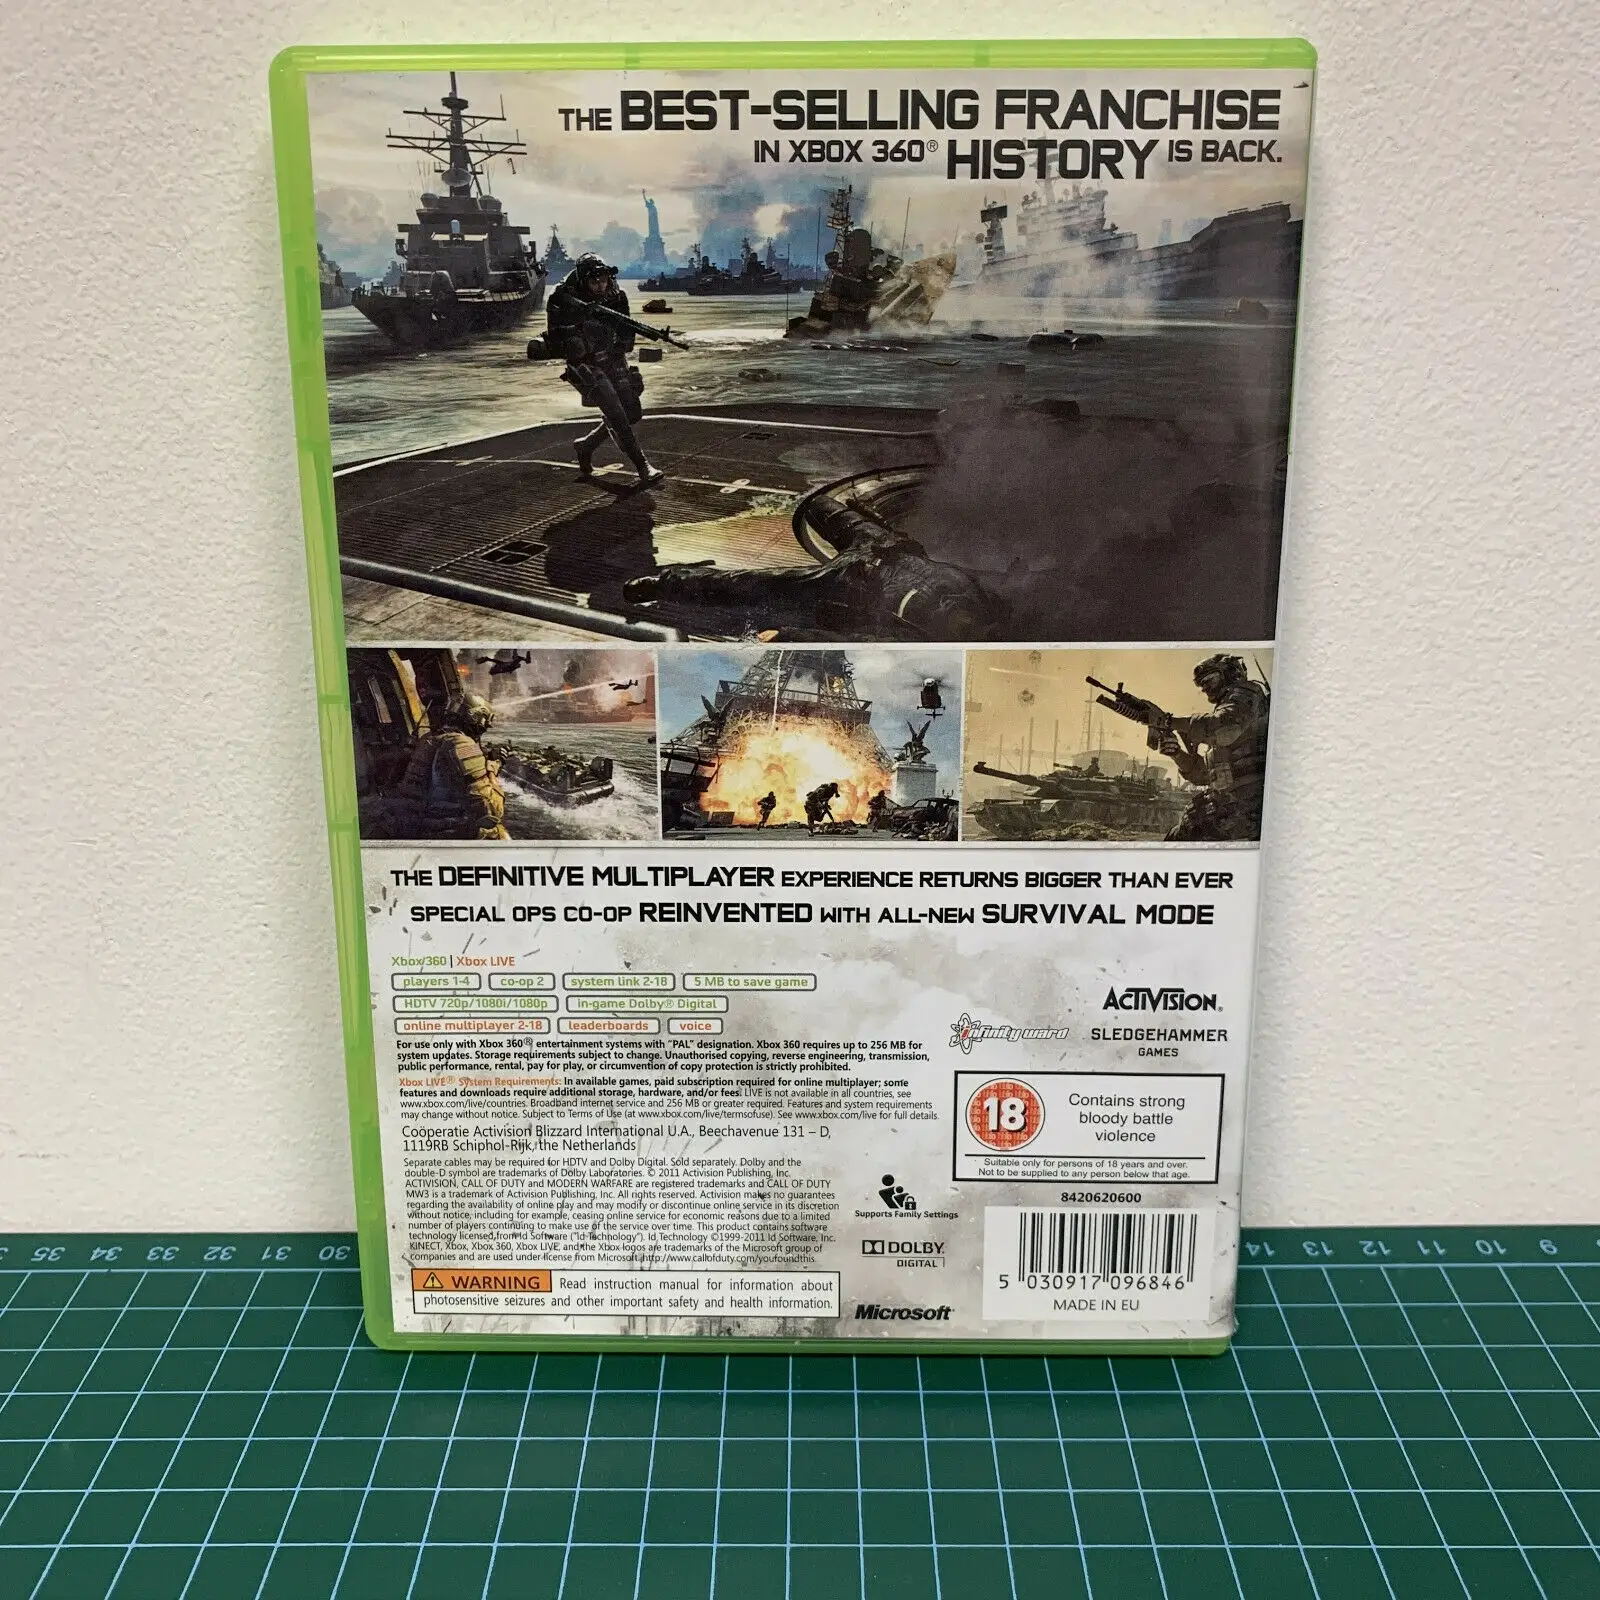 THE BEST-SELLING FRANCHISE
IN XBOX 360® HISTORY IS BACK.
THE DEFINITIVE MULTIPLAYER EXPERIENCE RETURNS BIGGER THAN EVER
SPECIAL OPS CO-OP REINVENTED WITH ALL-NEW SURVIVAL MODE
Xbox 360 | Xbox LIVE
players 1-4 co-op 2 system link 2-18 5 MB to save game
HDTV 720p/1080i/1080p in-game Dolby® Digital
online multiplayer 2-18 leaderboards voice
For use only with Xbox 360® entertainment systems with "PAL" designation. Xbox 360 requires up to 256 MB for
system updates. Storage requirements subject to change. Unauthorised copying, reverse engineering, transmission,
public performance, rental, pay for play, or circumvention of copy protection is strictly prohibited.
Xbox LIVE® System Requirements: In available games, paid subscription required for online multiplayer; some
features and downloads require additional storage, hardware, and/or fees. LIVE is not available in all countries, see
www.xbox.com/live/countries. Broadband internet service and 256 MB or greater required. Features and system requirements
may change without notice. Subject to Terms of Use (at www.xbox.com/live/termsofuse). See www.xbox.com/live for full details.
Coöperatie Activision Blizzard International U.A., Beechavenue 131 – D,
1119RB Schiphol-Rijk, the Netherlands
Separate cables may be required for HDTV and Dolby Digital. Sold separately. Dolby and the
double-D symbol are trademarks of Dolby Laboratories. © 2011 Activision Publishing, Inc.
ACTIVISION, CALL OF DUTY and MODERN WARFARE are registered trademarks and CALL OF DUTY
MW3 is a trademark of Activision Publishing, Inc. All rights reserved. Activision makes no guarantees
regarding the availability of online play and may modify or discontinue online service in its discretion
without notice, including for example, ceasing online service for economic reasons due to a limited
number of players continuing to make use of the service over time. This product contains software
technology licensed from Id Software ("Id Technology"). Id Technology ©1999-2011 Id Software, Inc.
KINECT, Xbox, Xbox 360, Xbox LIVE, and the Xbox logos are trademarks of the Microsoft group of
companies and are used under license from Microsoft. http://www.callofduty.com/youfoundthis.
WARNING Read instruction manual for information about
photosensitive seizures and other important safety and health information.
ACTIVISION.
infinity ward SLEDGEHAMMER
GAMES
18 Contains strong
bloody battle
violence
Suitable only for persons of 18 years and over.
Not to be supplied to any person below that age.
8420620600
Supports Family Settings
DOLBY
DIGITAL
Microsoft
5 030917 096846
MADE IN EU
35 34 33 32 31 30 14 13 12 11 10 9